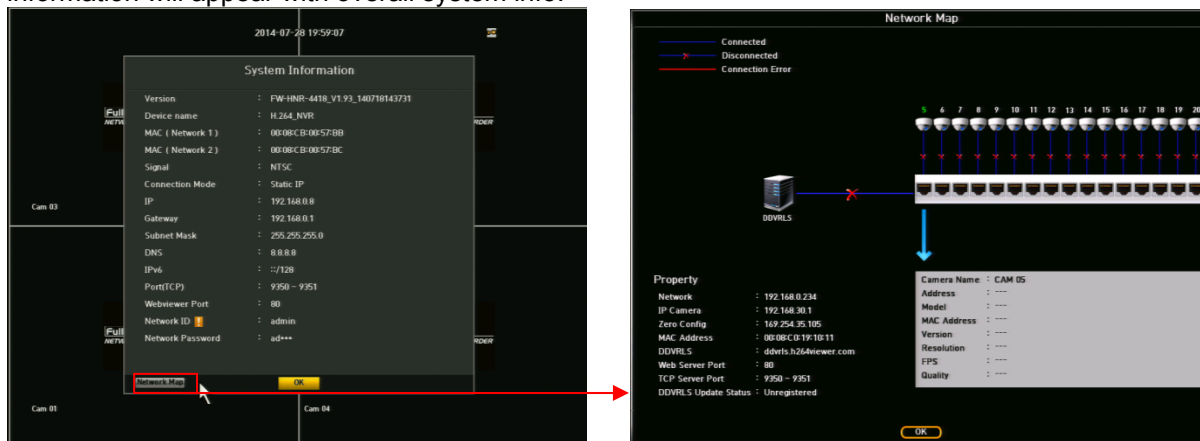 information will appear with overall system info.
2014-07-28 19:59:07
System Information
Version : FW-HNR-4418_V1.93_140718143731
Device name : H.264_NVR
MAC ( Network 1 ) : 00:08:CB:00:57:BB
MAC ( Network 2 ) : 00:08:CB:00:57:BC
Signal : NTSC
Connection Mode : Static IP
IP : 192.168.0.8
Gateway : 192.168.0.1
Subnet Mask : 255.255.255.0
DNS : 8.8.8.8
IPv6 : ::/128
Port(TCP) : 9350 ~ 9351
Webviewer Port : 80
Network ID ! : admin
Network Password : ad***
Network Map
OK
Full
NETW
RDER
Cam 03
Full
NETW
RDER
Cam 01
Cam 04
Network Map
Connected
Disconnected
Connection Error
5 6 7 8 9 10 11 12 13 14 15 16 17 18 19 20
DDVRLS
Property
Network : 192.168.0.234
IP Camera : 192.168.30.1
Zero Config : 169.254.35.105
MAC Address : 00:08:C0:19:10:11
DDVRLS : ddvrls.h264viewer.com
Web Server Port : 80
TCP Server Port : 9350 ~ 9351
DDVRLS Update Status : Unregistered
Camera Name : CAM 05
Address : ---
Model : ---
MAC Address : ---
Version : ---
Resolution : ---
FPS : ---
Quality : ---
OK